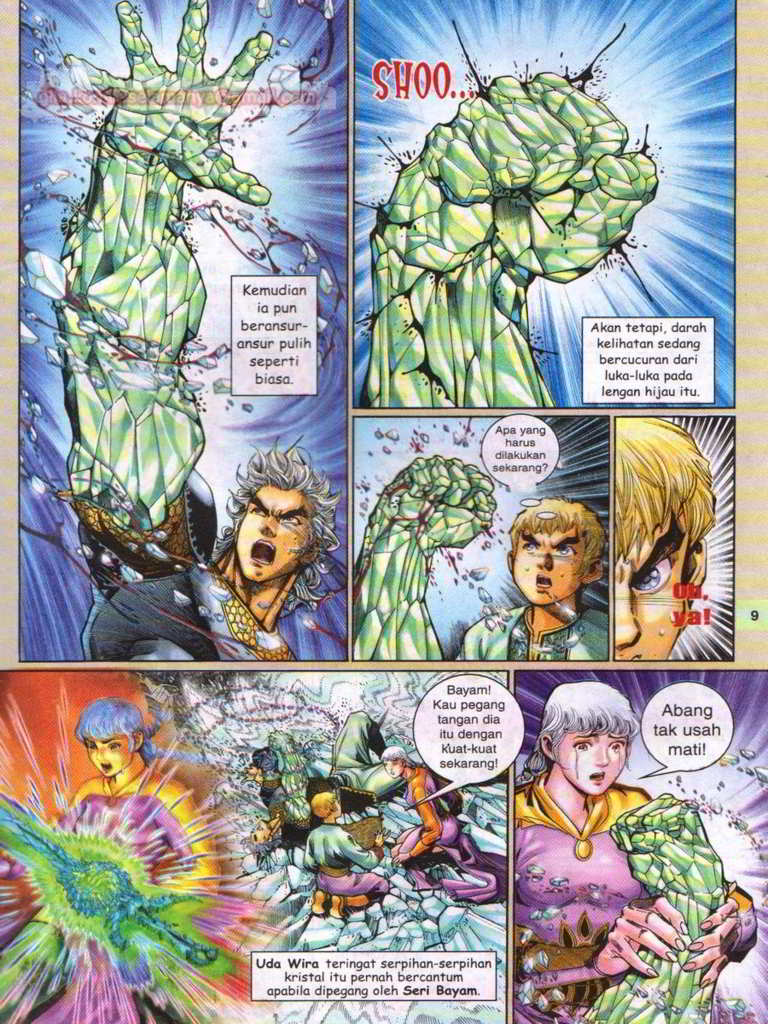 Kemudian
ia pun
beransur-
ansur pulih
seperti
biasa.
SHOO...
Akan tetapi, darah
kelihatan sedang
bercucuran dari
luka-luka pada
lengan hijau itu.
Apa yang
harus
dilakukan
sekarang?
Oh,
ya!
9
Bayam!
Kau pegang
tangan dia
itu dengan
kuat-kuat
sekarang!
Uda Wira teringat serpihan-serpihan
kristal itu pernah bercantum
apabila dipegang oleh Seri Bayam.
Abang
tak usah
mati!